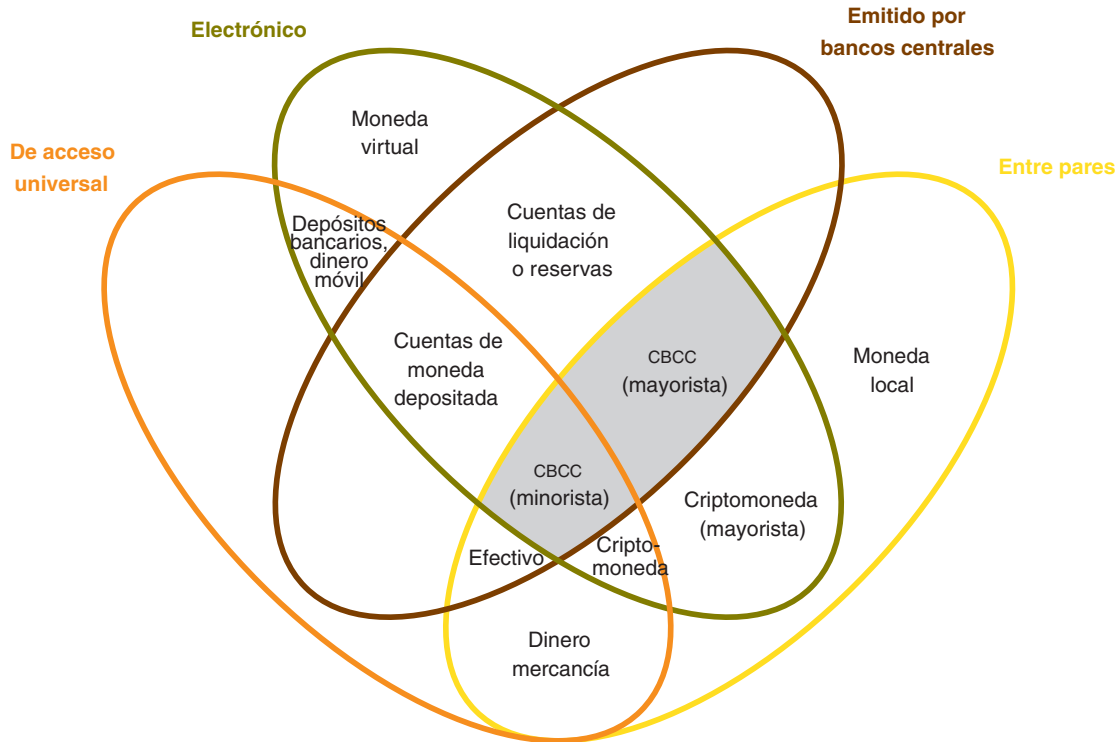 Electrónico
Emitido por
bancos centrales
De acceso
universal
Entre pares
Moneda
virtual
Depósitos
bancarios,
dinero
móvil
Cuentas de
liquidación
o reservas
Cuentas de
moneda
depositada
CBCC
(mayorista)
Moneda
local
CBCC
(minorista)
Criptomoneda
(mayorista)
Efectivo
Cripto-
moneda
Dinero
mercancía